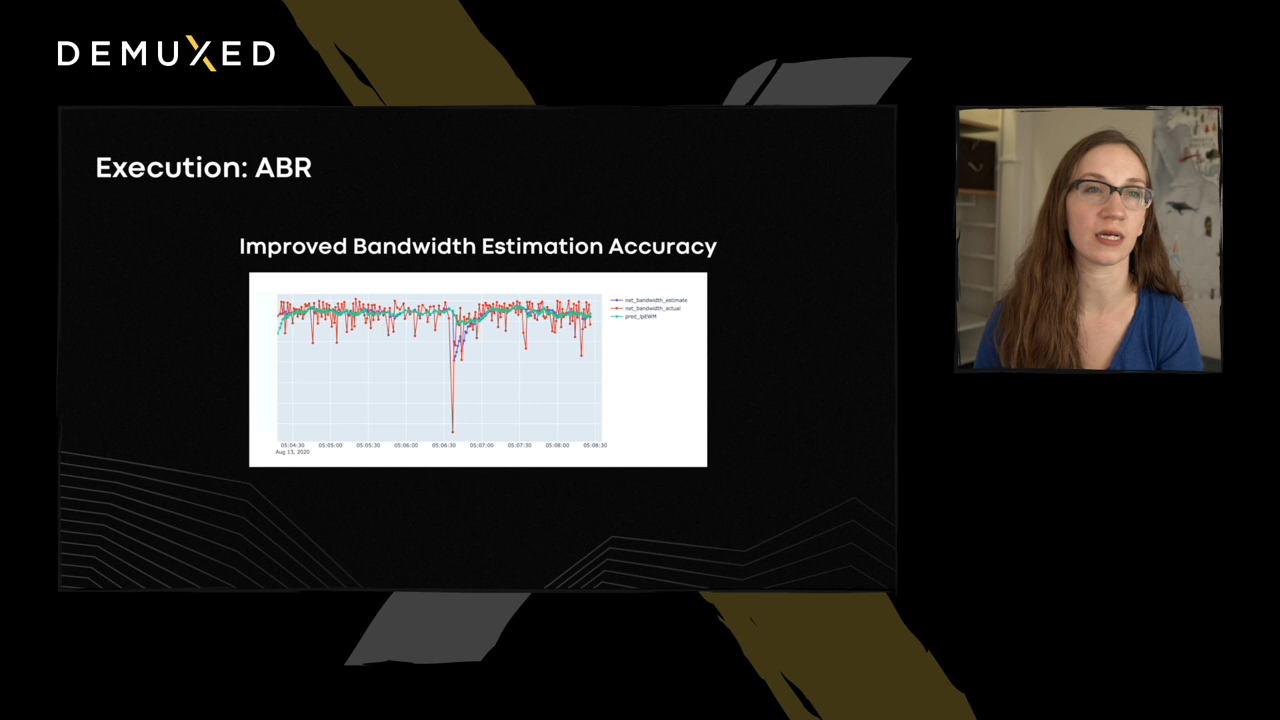 DEMUXED
Execution: ABR
Improved Bandwidth Estimation Accuracy
net_bandwidth_estimate
net_bandwidth_actual
pred_lpEWM
05:04:30 05:05:00 05:05:30 05:06:00 05:06:30 05:07:00 05:07:30 05:08:00 05:08:30
Aug 13, 2020